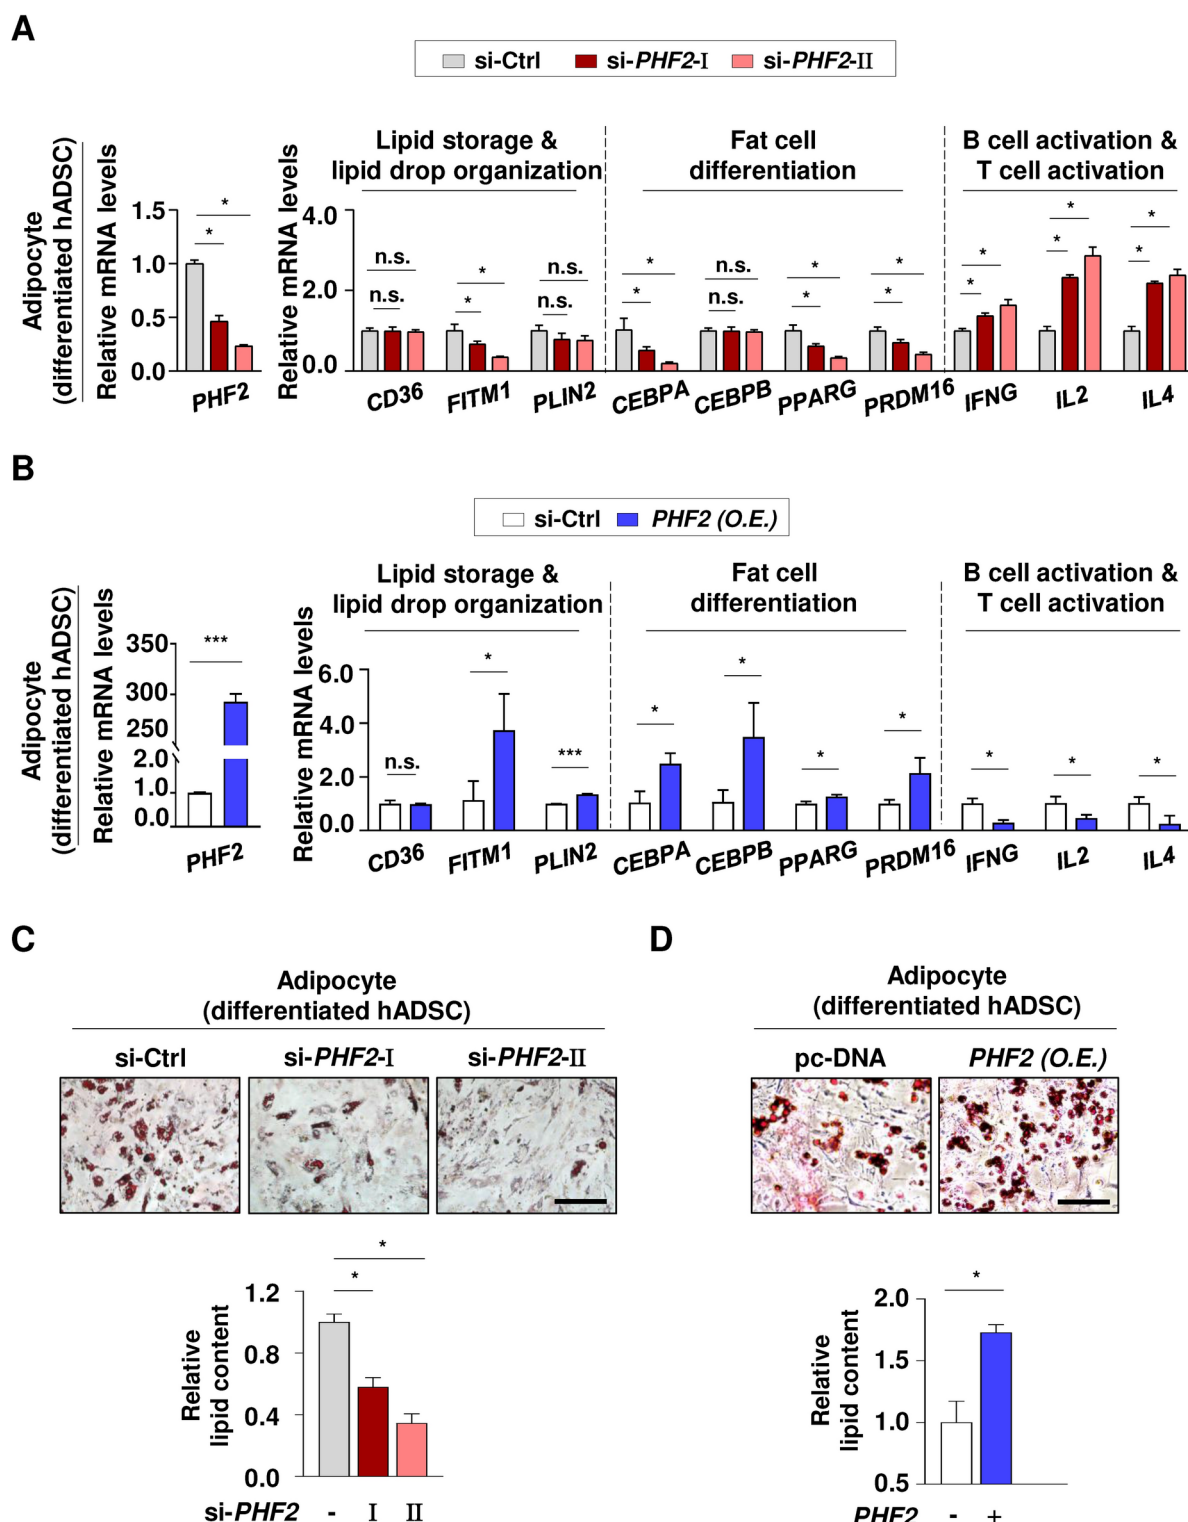 A
si-Ctrl si-PHF2-I si-PHF2-II
Adipocyte
(differentiated hADSC)
Relative mRNA levels
1.5
1.0
0.5
0.0
* *
PHF2
Relative mRNA levels
4.0
2.0
0.0
Lipid storage &
lipid drop organization
Fat cell
differentiation
B cell activation &
T cell activation
n.s. n.s. * * n.s. n.s. * * n.s. n.s. * * * * * * * * * *
CD36 FITM1 PLIN2 CEBPA CEBPB PPARG PRDM16 IFNG IL2 IL4
B
si-Ctrl PHF2 (O.E.)
Adipocyte
(differentiated hADSC)
Relative mRNA levels
350
300
250
2.0
1.0
0.0
***
PHF2
Relative mRNA levels
6.0
4.0
2.0
0.0
Lipid storage &
lipid drop organization
Fat cell
differentiation
B cell activation &
T cell activation
n.s. * *** * * * * * * *
CD36 FITM1 PLIN2 CEBPA CEBPB PPARG PRDM16 IFNG IL2 IL4
C
Adipocyte
(differentiated hADSC)
si-Ctrl si-PHF2-I si-PHF2-II
Relative
lipid content
1.2
0.8
0.4
0.0
* *
si-PHF2 - I II
D
Adipocyte
(differentiated hADSC)
pc-DNA PHF2 (O.E.)
Relative
lipid content
2.0
1.5
1.0
0.5
*
PHF2 - +